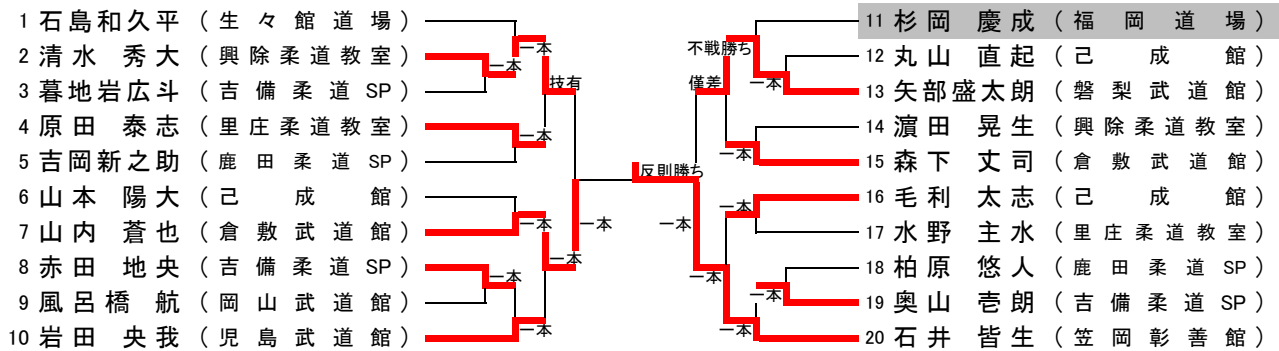 1 石島和久平 (生々館道場)
2 清水 秀大 (興除柔道教室)
3 暮地岩広斗 (吉備柔道SP)
4 原田 泰志 (里庄柔道教室)
5 吉岡新之助 (鹿田柔道SP)
6 山本 陽大 (己成館)
7 山内 蒼也 (倉敷武道館)
8 赤田 地央 (吉備柔道SP)
9 風呂橋 航 (岡山武道館)
10 岩田 央我 (児島武道館)
一本
一本
技有
一本
一本
一本
一本
一本
反則勝ち
一本
不戦勝ち
一本
僅差
一本
一本
一本
一本
一本
11 杉岡 慶成 (福岡道場)
12 丸山 直起 (己成館)
13 矢部盛太朗 (磐梨武道館)
14 濵田 晃生 (興除柔道教室)
15 森下 丈司 (倉敷武道館)
16 毛利 太志 (己成館)
17 水野 主水 (里庄柔道教室)
18 柏原 悠人 (鹿田柔道SP)
19 奥山 壱朗 (吉備柔道SP)
20 石井 皆生 (笠岡彰善館)